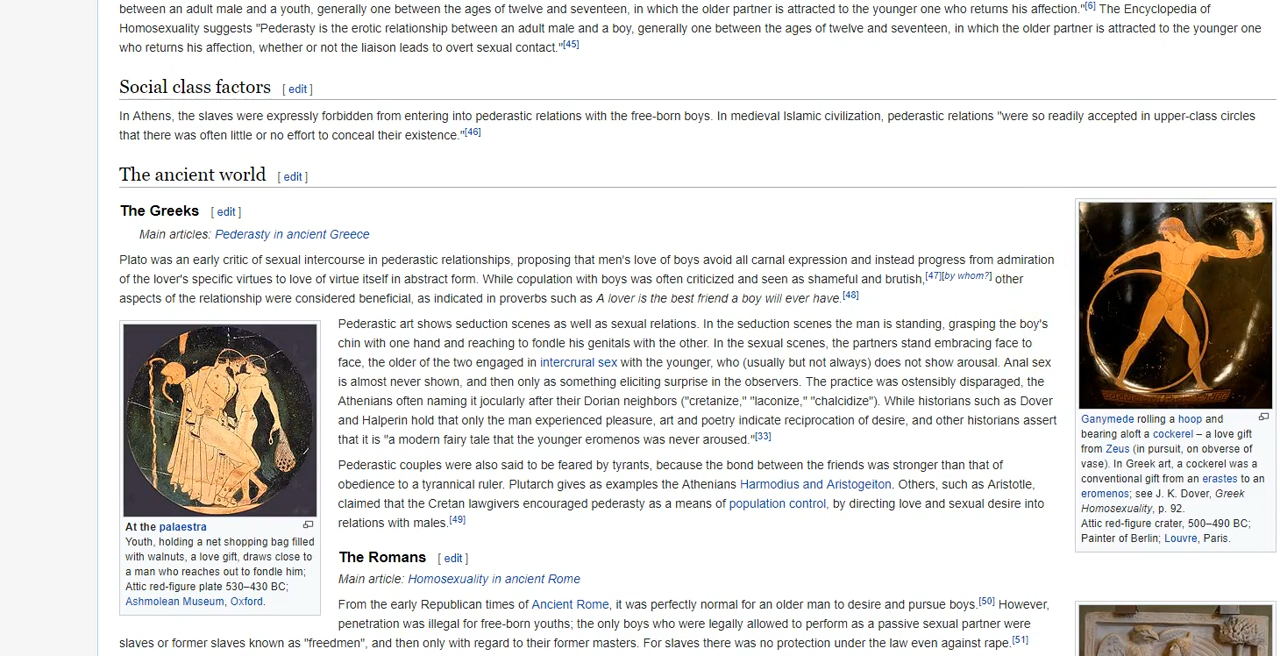 between an adult male and a youth, generally one between the ages of twelve and seventeen, in which the older partner is attracted to the younger one who returns his affection."[6] The Encyclopedia of
Homosexuality suggests "Pederasty is the erotic relationship between an adult male and a boy, generally one between the ages of twelve and seventeen, in which the older partner is attracted to the younger one
who returns his affection, whether or not the liaison leads to overt sexual contact."[45]
Social class factors [ edit ]
In Athens, the slaves were expressly forbidden from entering into pederastic relations with the free-born boys. In medieval Islamic civilization, pederastic relations "were so readily accepted in upper-class circles
that there was often little or no effort to conceal their existence."[46]
The ancient world [ edit ]
The Greeks [ edit ]
Main articles: Pederasty in ancient Greece
Plato was an early critic of sexual intercourse in pederastic relationships, proposing that men's love of boys avoid all carnal expression and instead progress from admiration
of the lover's specific virtues to love of virtue itself in abstract form. While copulation with boys was often criticized and seen as shameful and brutish,[47][by whom?] other
aspects of the relationship were considered beneficial, as indicated in proverbs such as A lover is the best friend a boy will ever have.[48]
Pederastic art shows seduction scenes as well as sexual relations. In the seduction scenes the man is standing, grasping the boy's
chin with one hand and reaching to fondle his genitals with the other. In the sexual scenes, the partners stand embracing face to
face, the older of the two engaged in intercrural sex with the younger, who (usually but not always) does not show arousal. Anal sex
is almost never shown, and then only as something eliciting surprise in the observers. The practice was ostensibly disparaged, the
Athenians often naming it jocularly after their Dorian neighbors ("cretanize," "laconize," "chalcidize"). While historians such as Dover
and Halperin hold that only the man experienced pleasure, art and poetry indicate reciprocation of desire, and other historians assert
that it is "a modern fairy tale that the younger eromenos was never aroused."[33]
Pederastic couples were also said to be feared by tyrants, because the bond between the friends was stronger than that of
obedience to a tyrannical ruler. Plutarch gives as examples the Athenians Harmodius and Aristogeiton. Others, such as Aristotle,
claimed that the Cretan lawgivers encouraged pederasty as a means of population control, by directing love and sexual desire into
relations with males.[49]
At the palaestra
Youth, holding a net shopping bag filled
with walnuts, a love gift, draws close to
a man who reaches out to fondle him;
Attic red-figure plate 530–430 BC;
Ashmolean Museum, Oxford.
Ganymede rolling a hoop and
bearing aloft a cockerel – a love gift
from Zeus (in pursuit, on obverse of
vase). In Greek art, a cockerel was a
conventional gift from an erastes to an
eromenos; see J. K. Dover, Greek
Homosexuality, p. 92.
Attic red-figure crater, 500–490 BC;
Painter of Berlin; Louvre, Paris.
The Romans [ edit ]
Main article: Homosexuality in ancient Rome
From the early Republican times of Ancient Rome, it was perfectly normal for an older man to desire and pursue boys.[50] However,
penetration was illegal for free-born youths; the only boys who were legally allowed to perform as a passive sexual partner were
slaves or former slaves known as "freedmen", and then only with regard to their former masters. For slaves there was no protection under the law even against rape.[51]